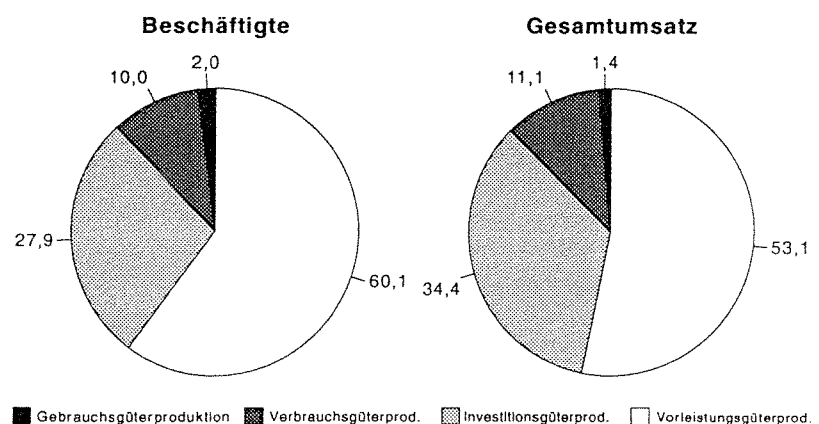 Beschäftigte
2,0
10,0
27,9
60,1
Gesamtumsatz
1,4
11,1
34,4
53,1
Gebrauchsgüterproduktion Verbrauchsgüterprod. Investitionsgüterprod. Vorleistungsgüterprod.